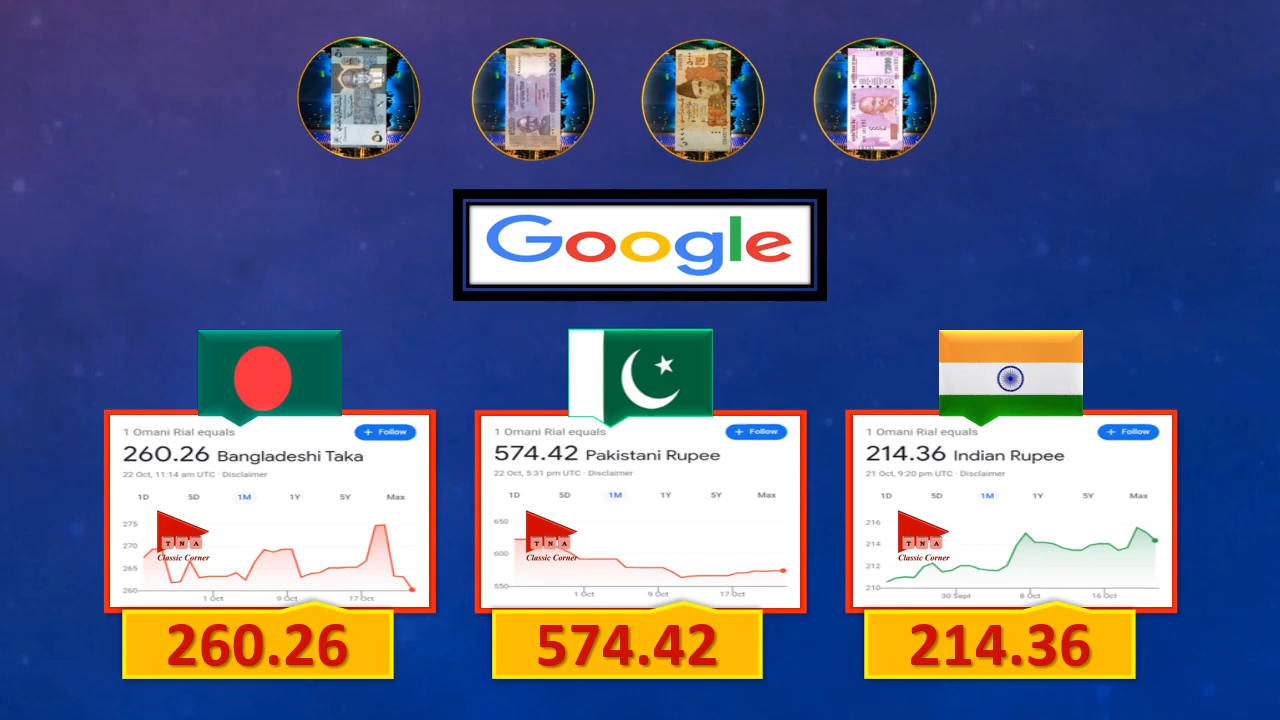 Google
1 Omani Rial equals
+ Follow
260.26 Bangladeshi Taka
22 Oct, 11:14 am UTC · Disclaimer
1D 5D 1M 1Y 5Y Max
275
270
265
260
TNA
Classic Corner
1 Oct 9 Oct 17 Oct
260.26
1 Omani Rial equals
+ Follow
574.42 Pakistani Rupee
22 Oct, 5:31 pm UTC · Disclaimer
1D 5D 1M 1Y 5Y Max
650
600
550
TNA
Classic Corner
1 Oct 9 Oct 17 Oct
574.42
1 Omani Rial equals
+ Follow
214.36 Indian Rupee
21 Oct, 9:20 pm UTC · Disclaimer
1D 5D 1M 1Y 5Y Max
216
214
212
210
TNA
Classic Corner
30 Sept 8 Oct 16 Oct
214.36